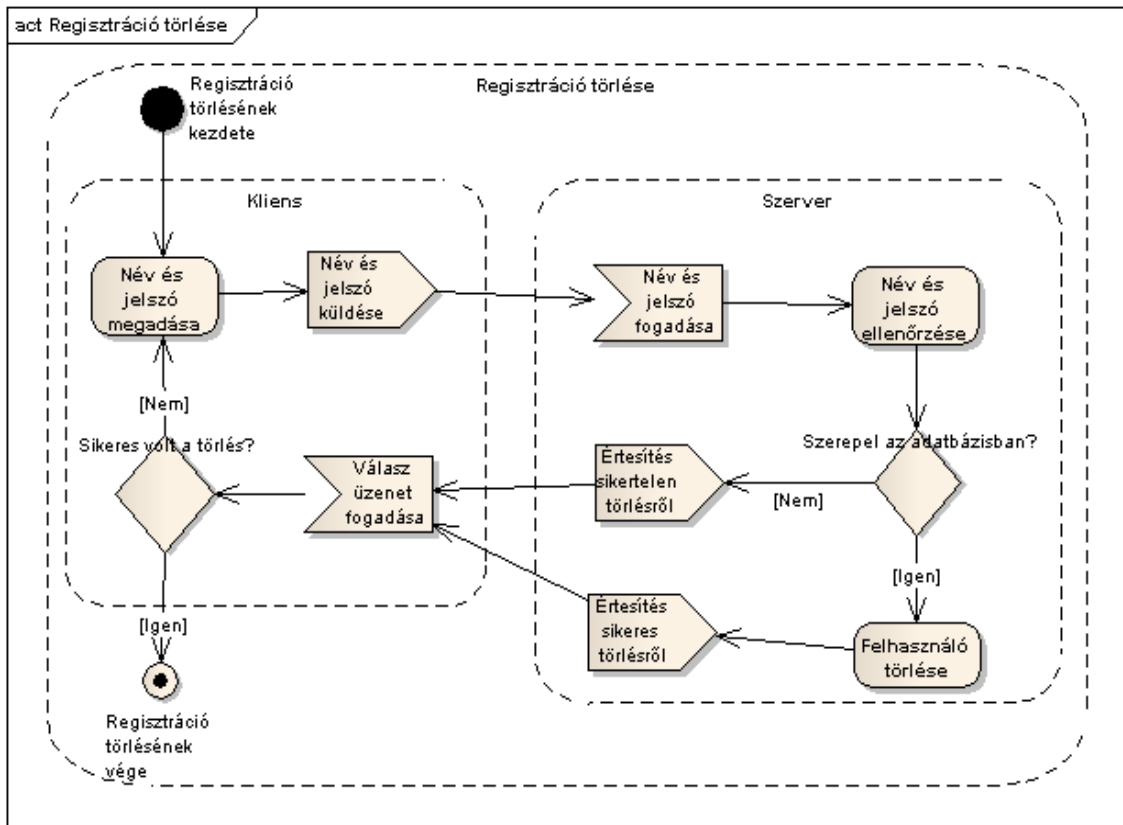 act Regisztráció törlése
Regisztráció
törlésének
kezdete
Regisztráció törlése
Kliens
Szerver
Név és
jelszó
megadása
Név és
jelszó
küldése
Név és
jelszó
fogadása
Név és
jelszó
ellenőrzése
[Nem]
Sikeres volt a törlés?
Válasz
üzenet
fogadása
Értesítés
sikertelen
törlésről
[Nem]
Szerepel az adatbázisban?
[Igen]
[Igen]
Értesítés
sikeres
törlésről
Felhasználó
törlése
Regisztráció
törlésének
vége